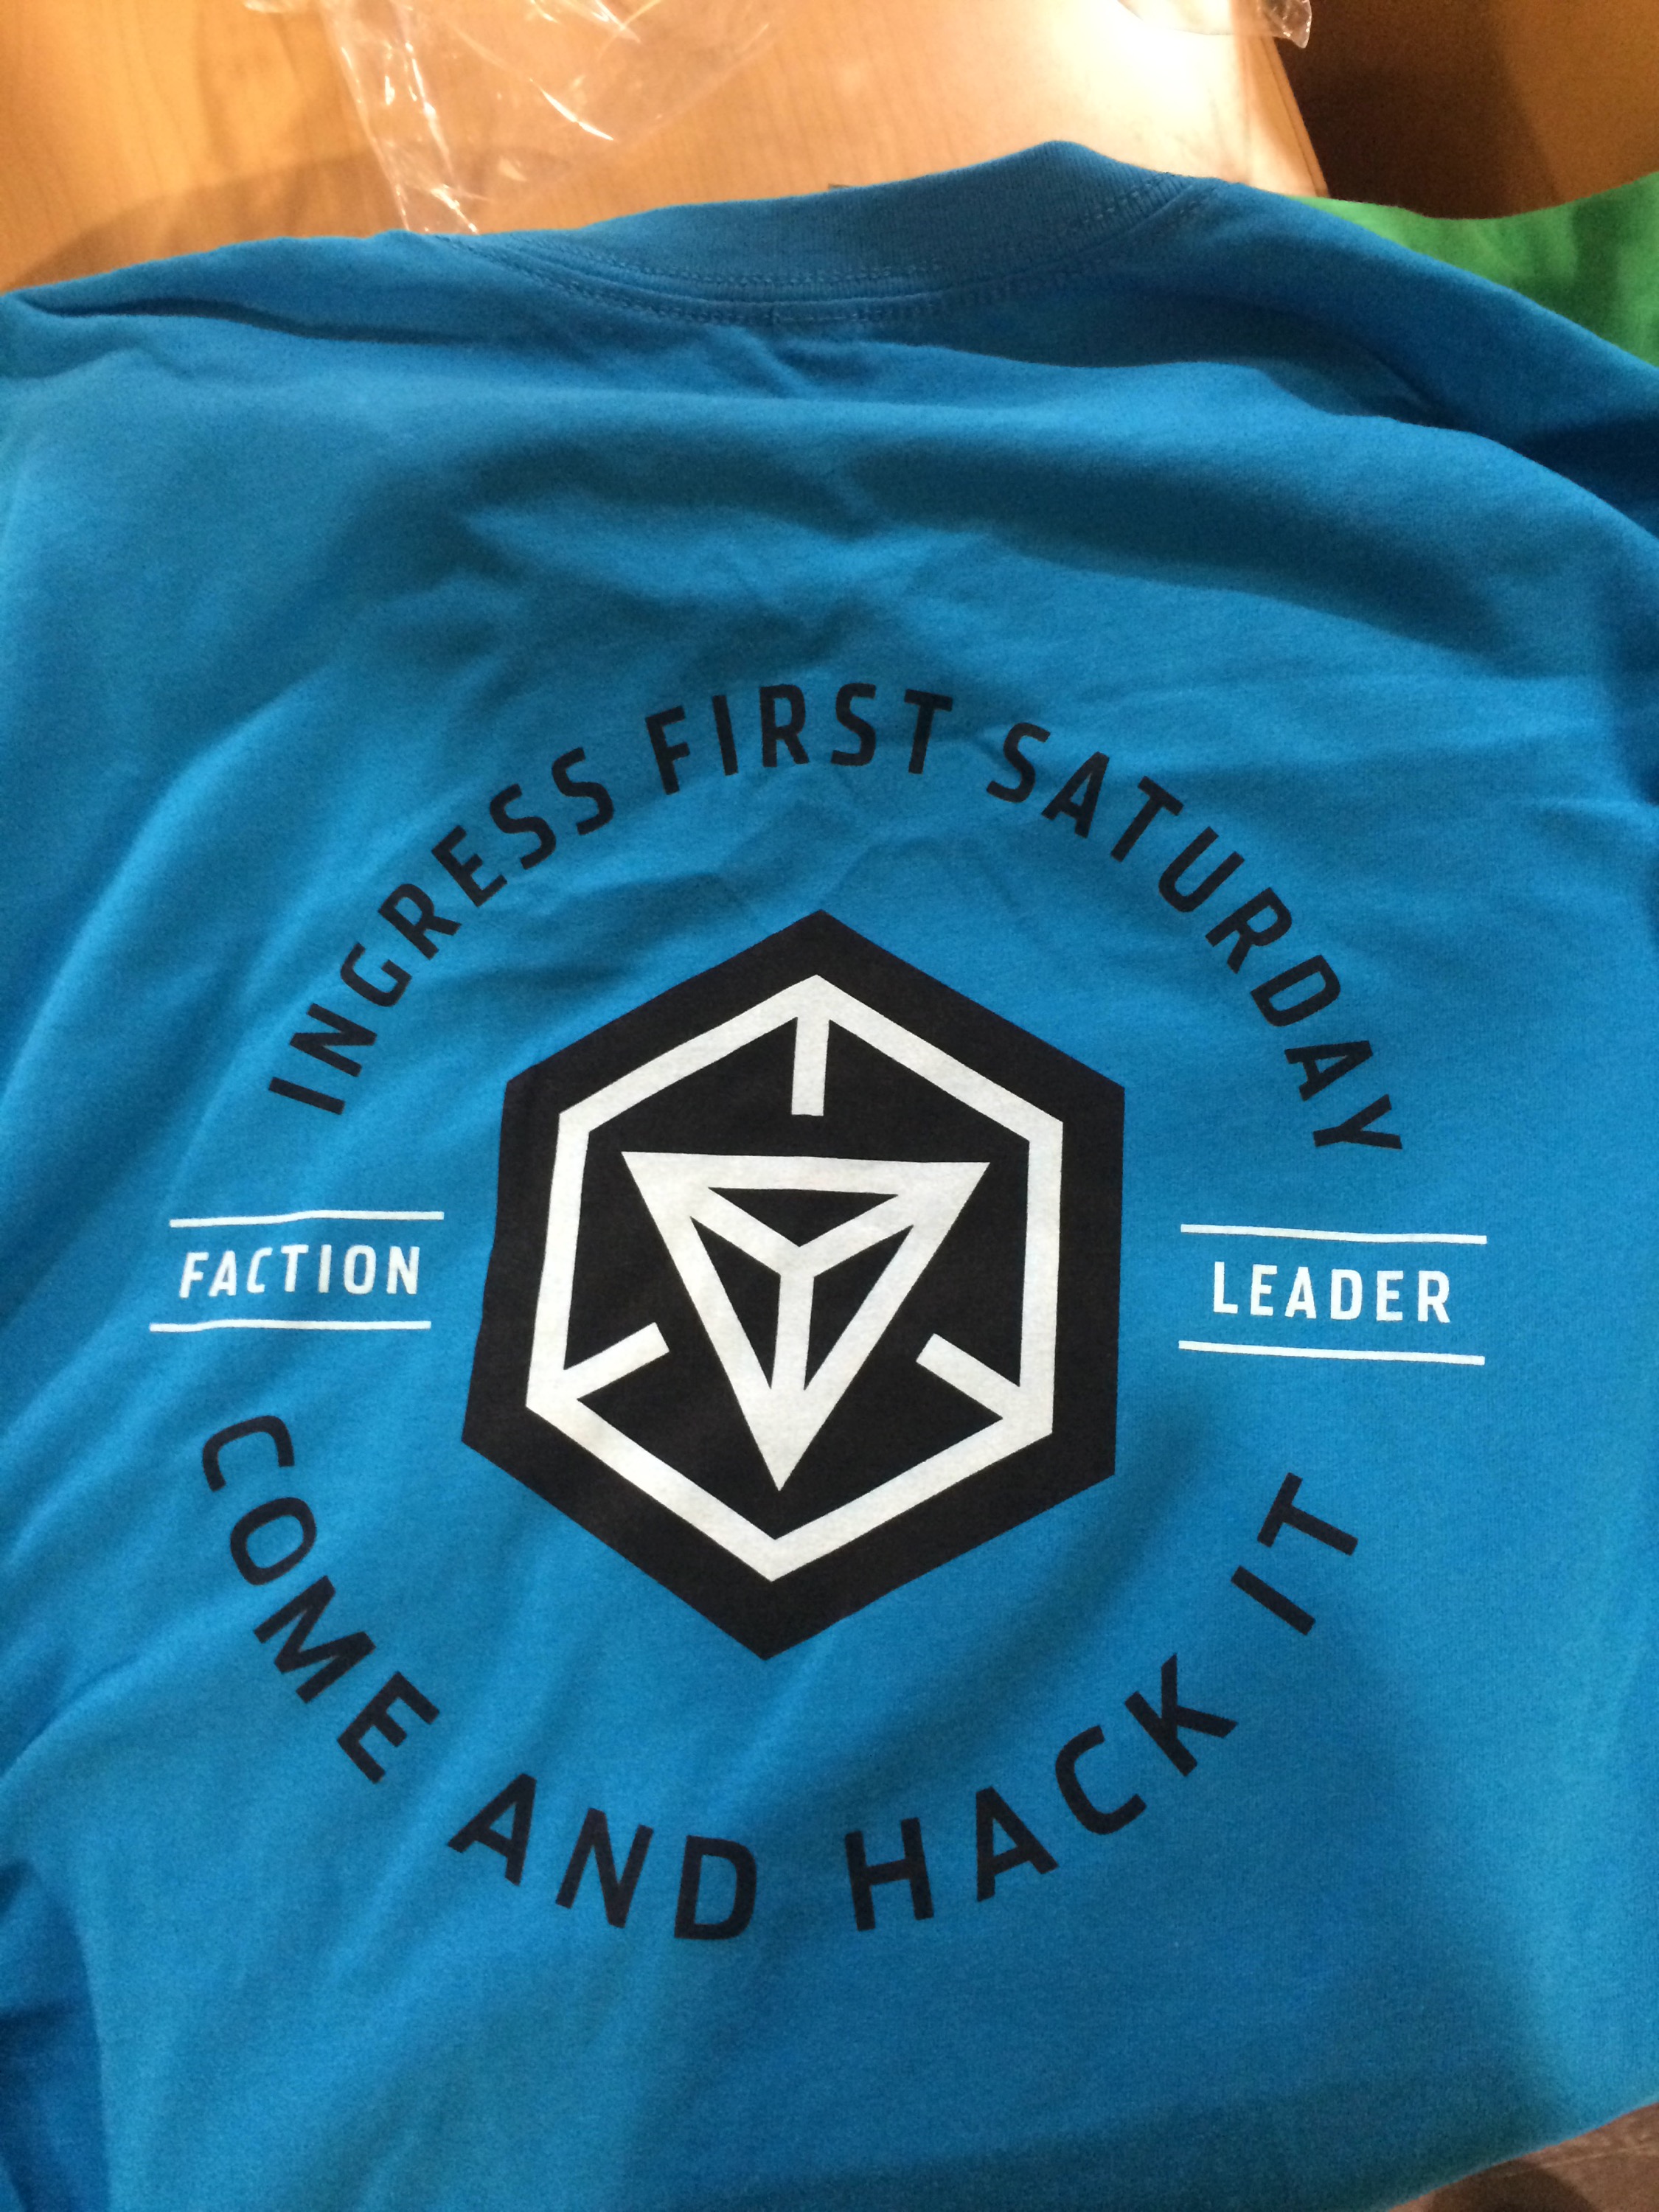 INGRESS FIRST SATURDAY
FACTION
LEADER
COME AND HACK IT